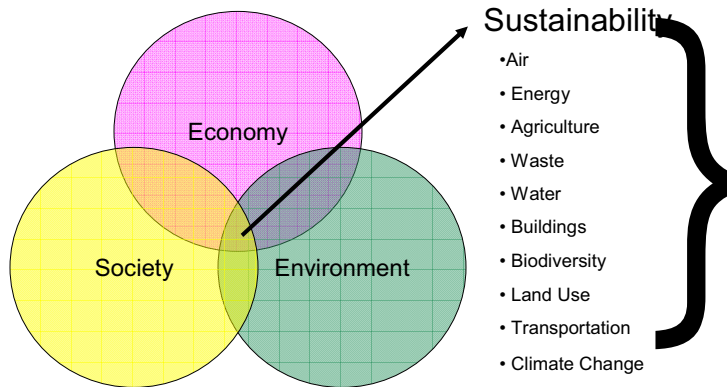 Sustainability
•Air
• Energy
• Agriculture
• Waste
• Water
• Buildings
• Biodiversity
• Land Use
• Transportation
• Climate Change
Economy
Society
Environment